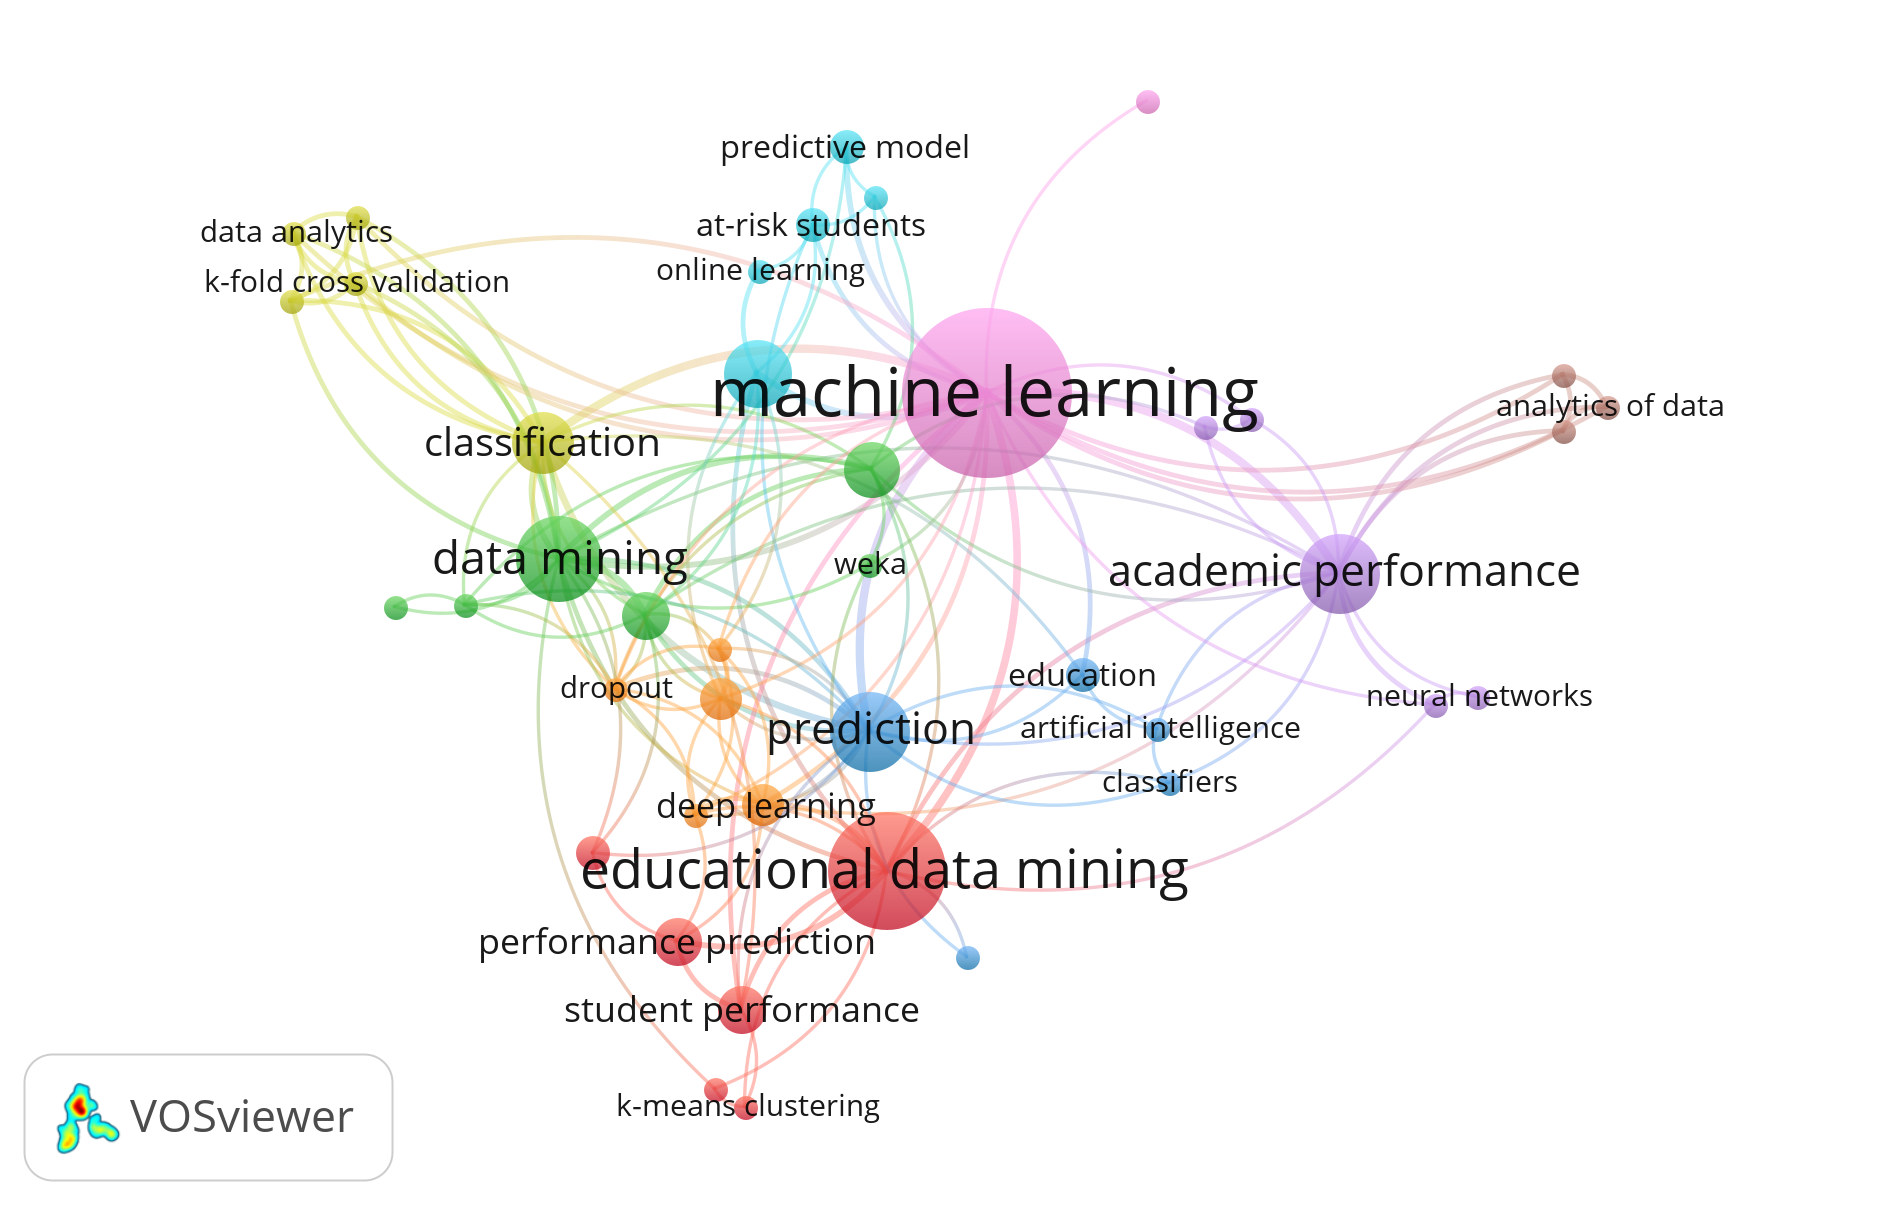 predictive model
at-risk students
data analytics
online learning
k-fold cross validation
machine learning
analytics of data
classification
data mining
weka
academic performance
education
dropout
neural networks
prediction
artificial intelligence
classifiers
deep learning
educational data mining
performance prediction
student performance
k-means clustering
VOSviewer